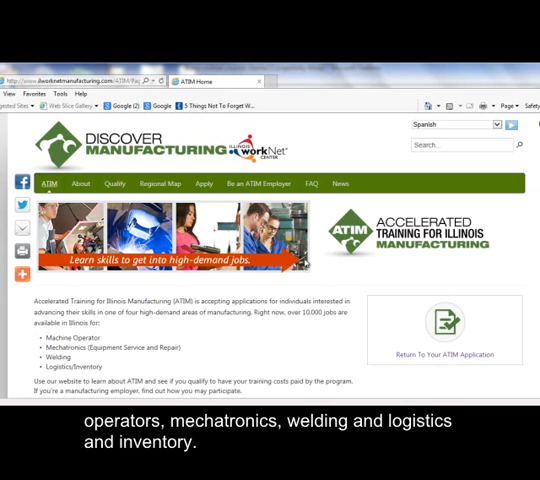 http://www.illworknetmanufacturing.com/ATIM/Pag
ATIM Home
View Favorites Tools Help
gested Sites Web Slice Gallery Google (2) Google 5 Things Not To Forget W... Page Safety
DISCOVER
MANUFACTURING
ILLINOIS
workNet
CENTER
Spanish
Search...
ATIM About Qualify Regional Map Apply Be an ATIM Employer FAQ News
Learn skills to get into high-demand jobs.
ATIM
ACCELERATED
TRAINING FOR ILLINOIS
MANUFACTURING
Accelerated Training for Illinois Manufacturing (ATIM) is accepting applications for individuals interested in
advancing their skills in one of four high-demand areas of manufacturing. Right now, over 10,000 jobs are
available in Illinois for:
Machine Operator
Mechatronics (Equipment Service and Repair)
Welding
Logistics/Inventory
Return To Your ATIM Application
Use our website to learn about ATIM and see if you qualify to have your training costs paid by the program.
If you're a manufacturing employer, find out how you may participate.
operators, mechatronics, welding and logistics
and inventory.